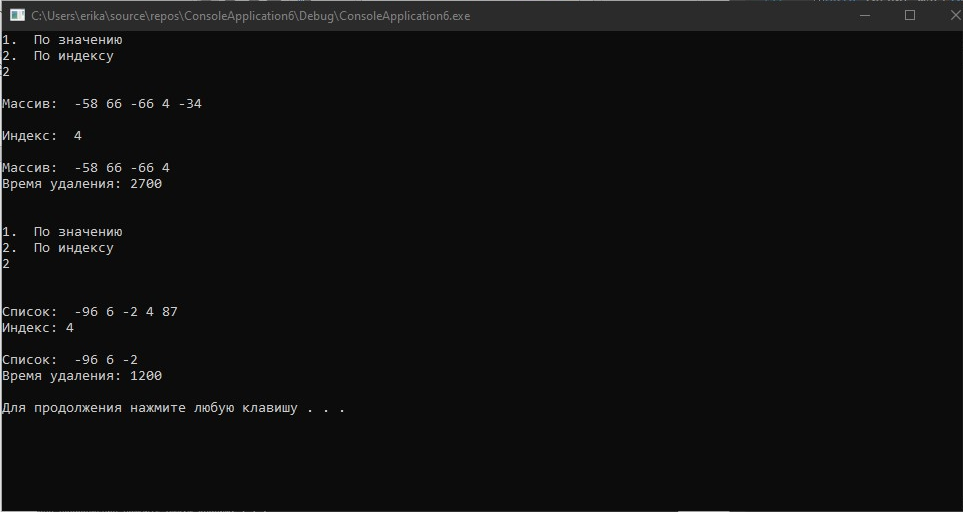 C:\Users\erika\source\repos\ConsoleApplication6\Debug\ConsoleApplication6.exe
1.  По значению
2.  По индексу
2
Массив:  -58 66 -66 4 -34
Индекс:  4
Массив:  -58 66 -66 4
Время удаления: 2700
1.  По значению
2.  По индексу
2
Список:  -96 6 -2 4 87
Индекс: 4
Список:  -96 6 -2
Время удаления: 1200
Для продолжения нажмите любую клавишу . . .